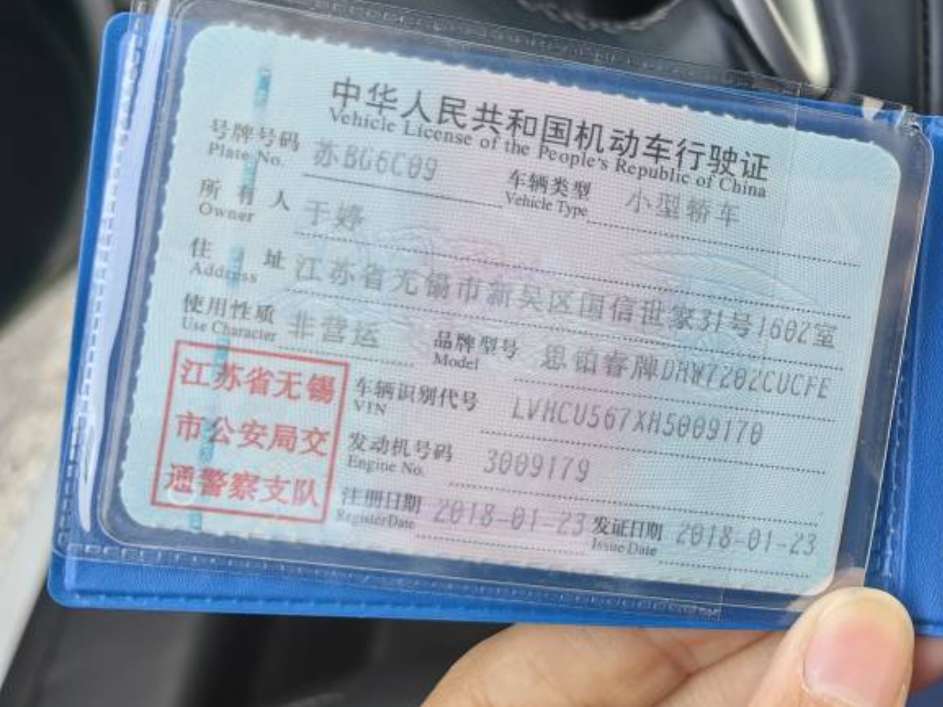 中华人民共和国机动车行驶证
Vehicle License of the People's Republic of China
号牌号码 苏BG6C09 车辆类型 小型轿车
Plate No. Vehicle Type
所有人 于婷
Owner
住址 江苏省无锡市新吴区国信世家31号1602室
Address
使用性质 非营运 品牌型号 思铂睿牌DHW7202CUCFE
Use Character Model
江苏省无锡
市公安局交
通警察支队
车辆识别代号 LVHCU567XH5009170
VIN
发动机号码 3009179
Engine No.
注册日期 2018-01-23 发证日期 2018-01-23
Register Date Issue Date